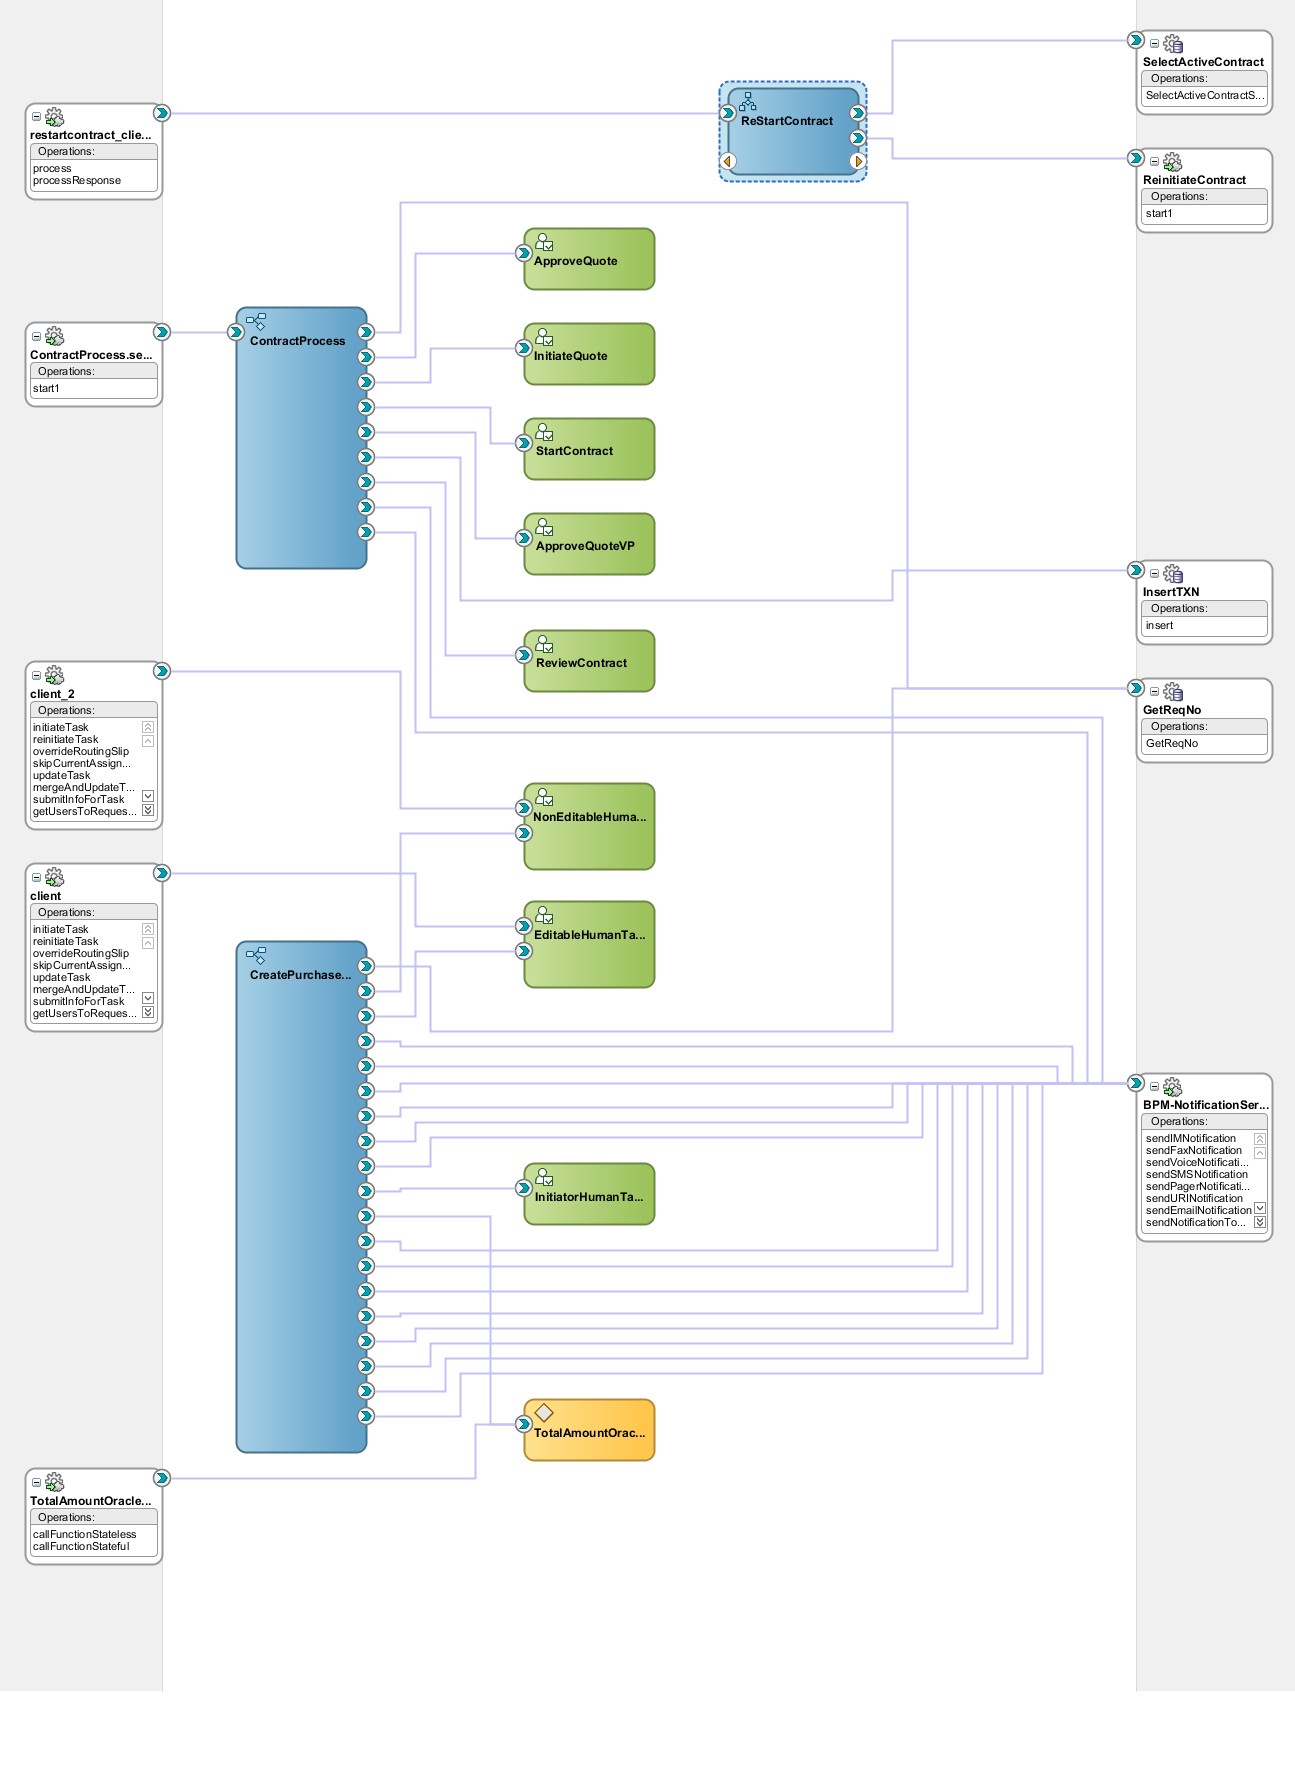 SelectActiveContract
Operations:
SelectActiveContractS...
restartcontract_clie...
Operations:
process
processResponse
ReStartContract
ReinitiateContract
Operations:
start1
ApproveQuote
ContractProcess.se...
Operations:
start1
ContractProcess
InitiateQuote
StartContract
ApproveQuoteVP
InsertTXN
Operations:
insert
ReviewContract
client_2
Operations:
initiateTask
reinitiateTask
overrideRoutingSlip
skipCurrentAssign...
updateTask
mergeAndUpdateT...
submitInfoForTask
getUsersToReques...
GetReqNo
Operations:
GetReqNo
NonEditableHuma...
client
Operations:
initiateTask
reinitiateTask
overrideRoutingSlip
skipCurrentAssign...
updateTask
mergeAndUpdateT...
submitInfoForTask
getUsersToReques...
EditableHumanTa...
CreatePurchase...
BPM-NotificationSer...
Operations:
sendIMNotification
sendFaxNotification
sendVoiceNotificati...
sendSMSNotification
sendPagerNotificati...
sendURINotification
sendEmailNotification
sendNotificationTo...
InitiatorHumanTa...
TotalAmountOrac...
TotalAmountOracle...
Operations:
callFunctionStateless
callFunctionStateful